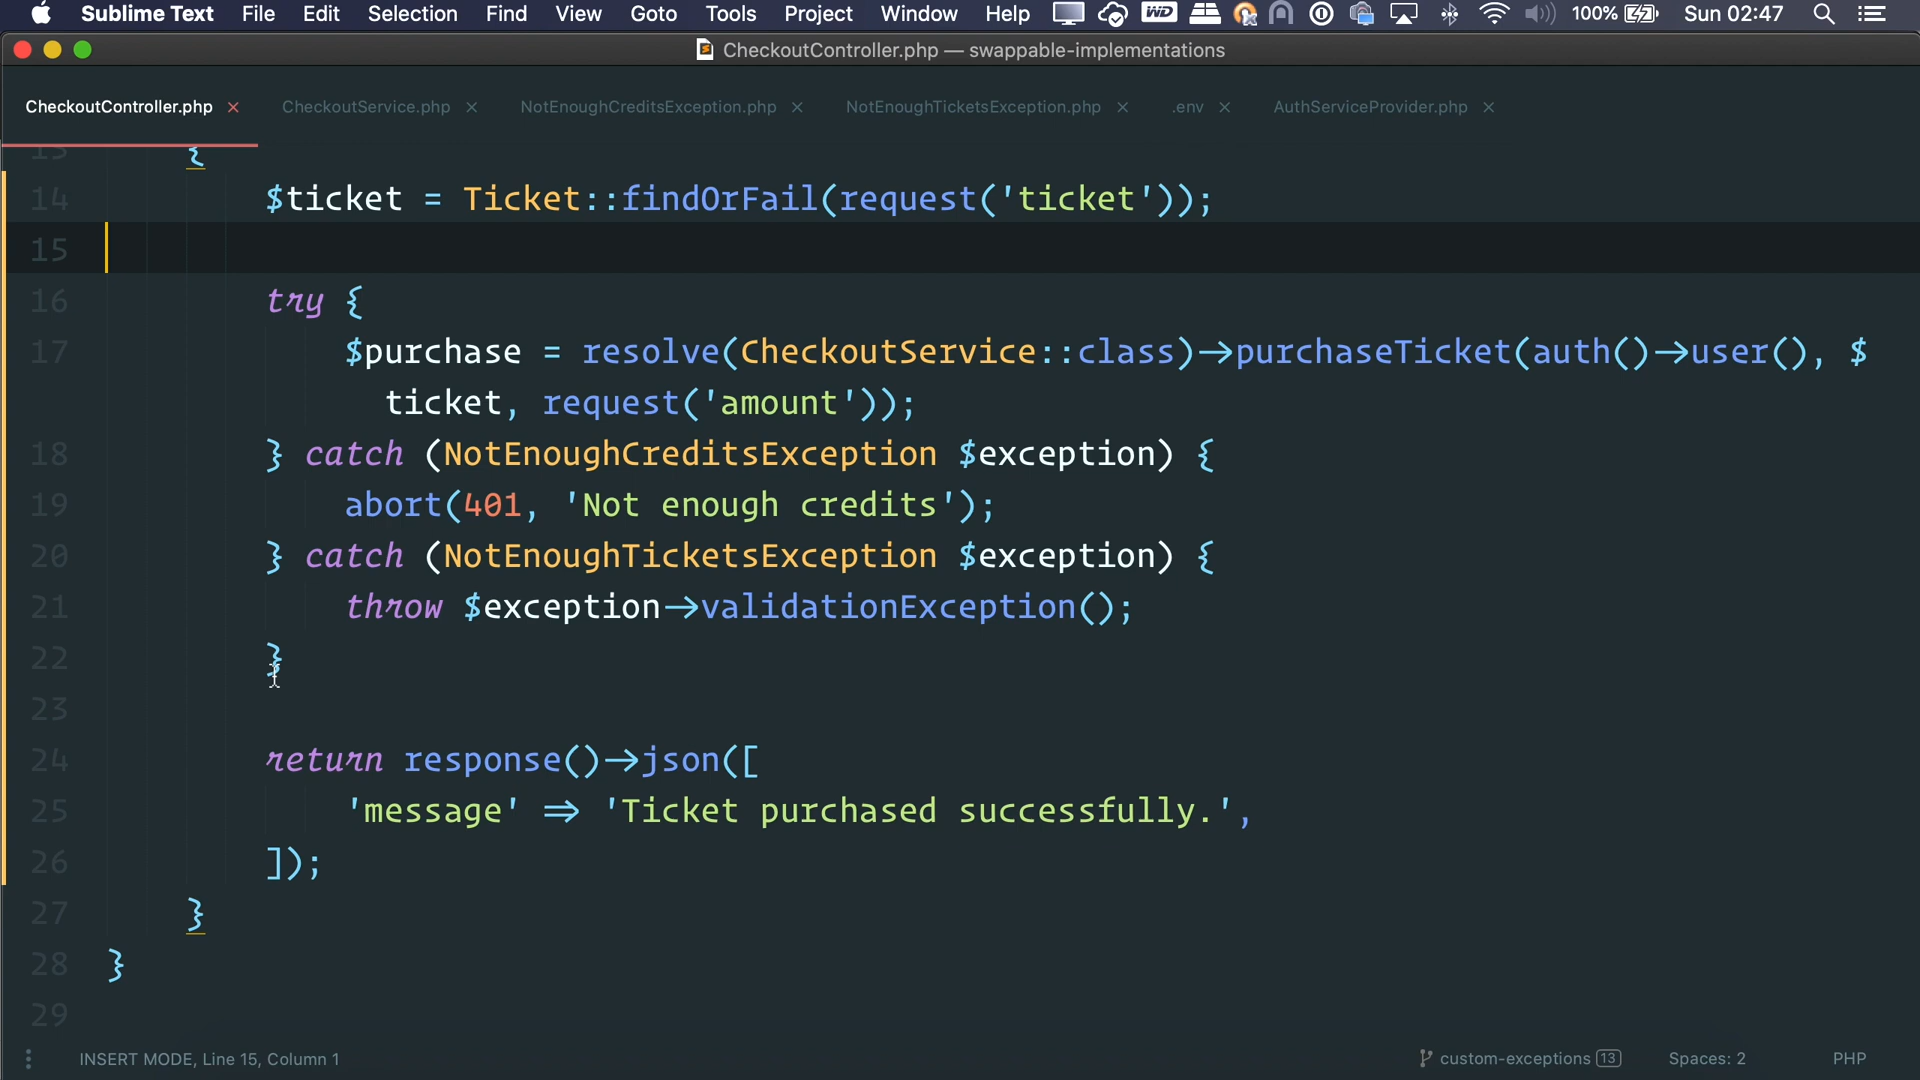 Sublime Text File Edit Selection Find View Goto Tools Project Window Help WD 100% Sun 02:47
CheckoutController.php — swappable-implementations
CheckoutController.php × CheckoutService.php × NotEnoughCreditsException.php × NotEnoughTicketsException.php × .env × AuthServiceProvider.php ×
13 {
14 $ticket = Ticket::findOrFail(request('ticket'));
15
16 try {
17 $purchase = resolve(CheckoutService::class)→purchaseTicket(auth()→user(), $
ticket, request('amount'));
18 } catch (NotEnoughCreditsException $exception) {
19 abort(401, 'Not enough credits');
20 } catch (NotEnoughTicketsException $exception) {
21 throw $exception→validationException();
22 }
23
24 return response()→json([
25 'message' ⇒ 'Ticket purchased successfully.',
26 ]);
27 }
28 }
29
INSERT MODE, Line 15, Column 1 custom-exceptions 13 Spaces: 2 PHP